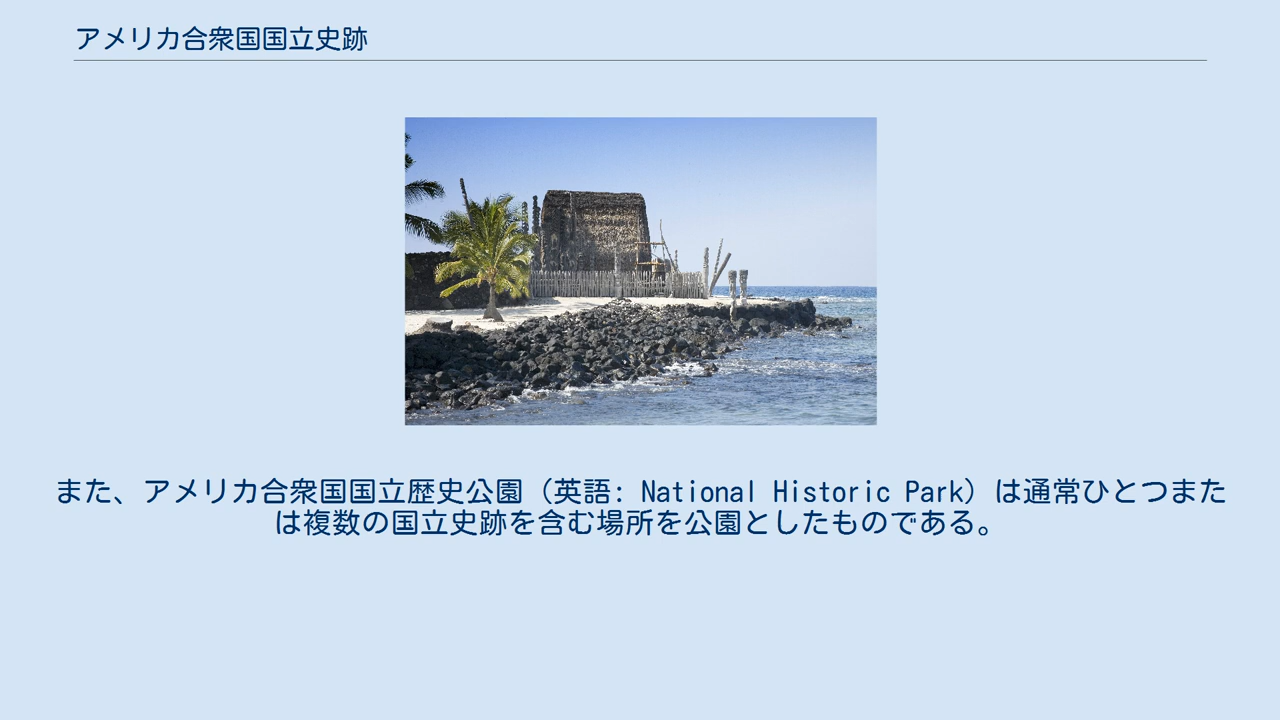 アメリカ合衆国国立史跡
また、アメリカ合衆国国立歴史公園（英語: National Historic Park）は通常ひとつまた
は複数の国立史跡を含む場所を公園としたものである。